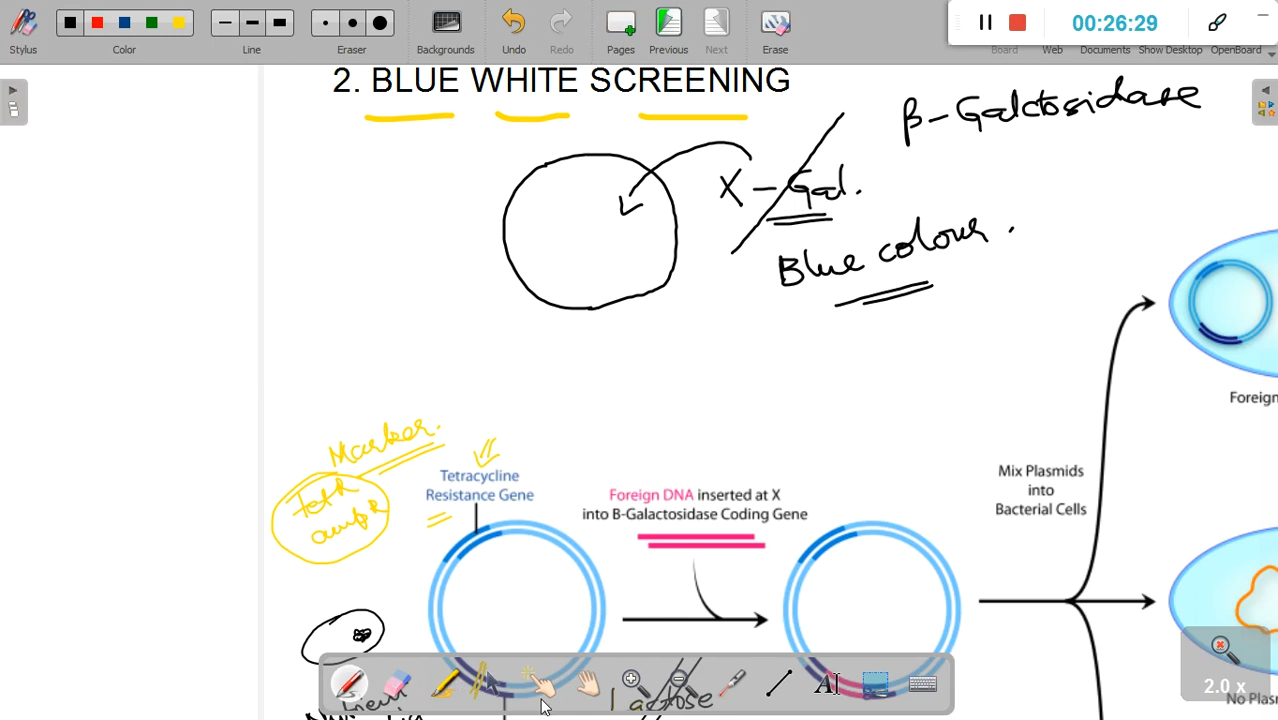 Stylus
Color
Line
Eraser
Backgrounds
Undo
Redo
Pages
Previous
Next
Erase
00:26:29
Board
Web
Documents
Show Desktop
OpenBoard
2. BLUE WHITE SCREENING
β-Galactosidase
X-Gal.
Blue colour.
Marker.
TetR
ampR
Tetracycline
Resistance Gene
Foreign DNA inserted at X
into B-Galactosidase Coding Gene
Mix Plasmids
into
Bacterial Cells
Foreign
No Plasm
Lactose
2.0 x